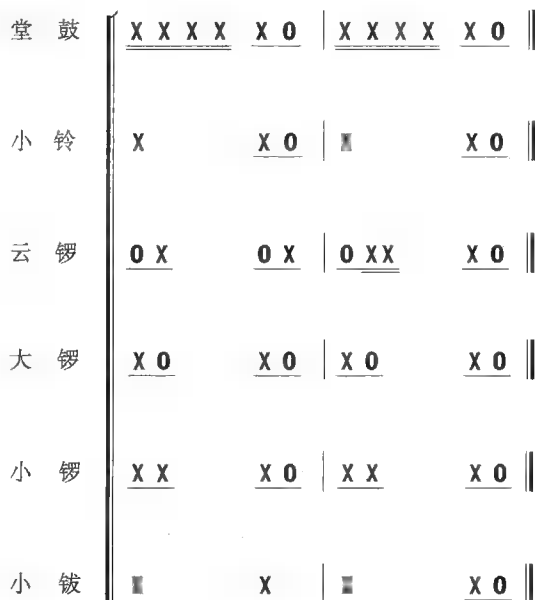 堂鼓 X X X X X 0 | X X X X X 0 ‖
小铃 X X 0 | X X 0 ‖
云锣 0 X 0 X | 0 X X X 0 ‖
大锣 X 0 X 0 | X 0 X 0 ‖
小锣 X X X 0 | X X X 0 ‖
小钹 X X | X X 0 ‖